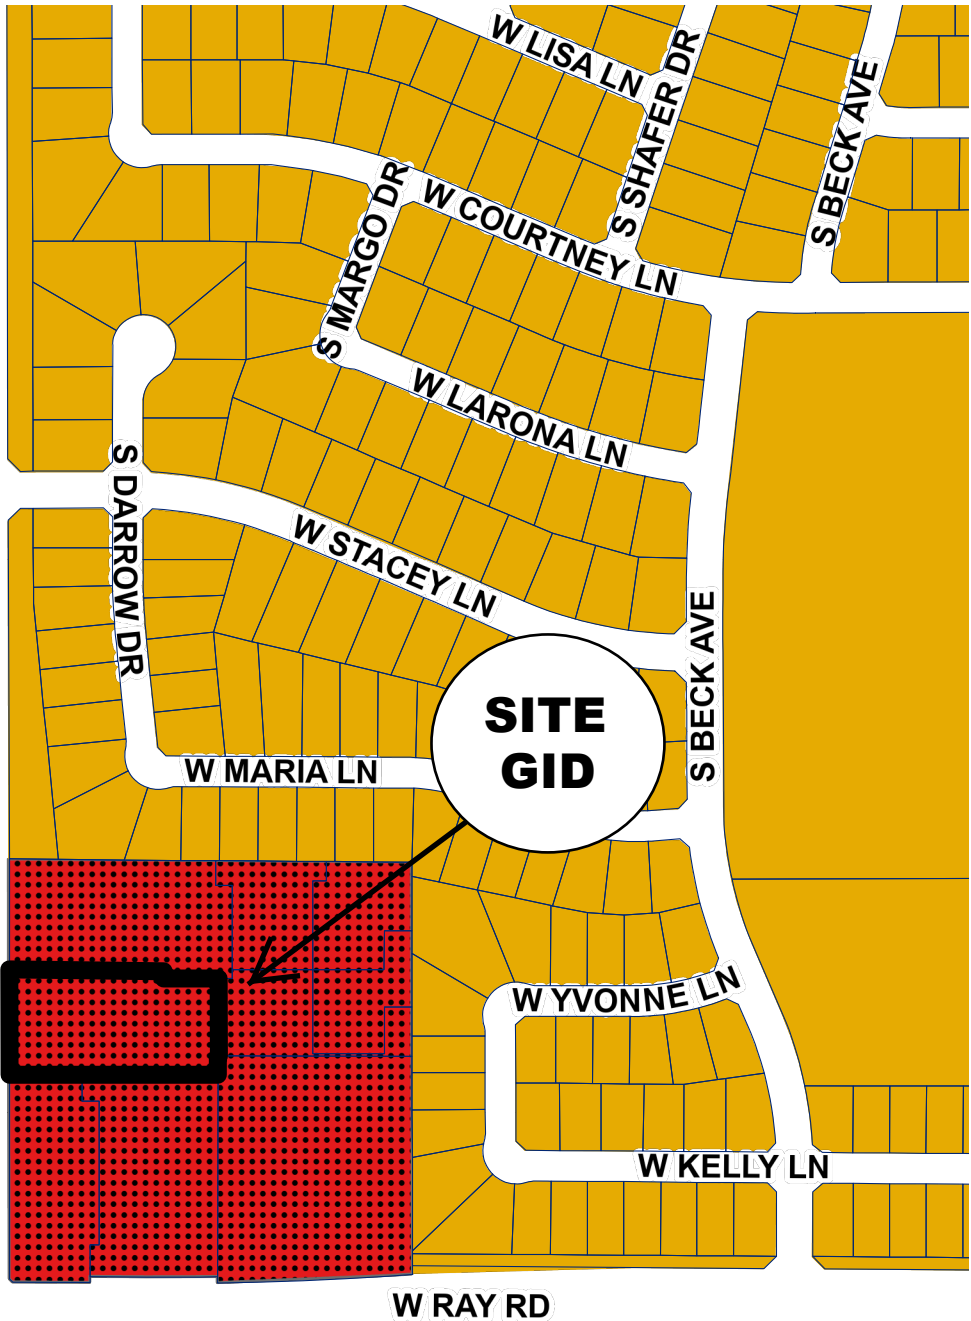 W LISA LN
S SHAFER DR
S BECK AVE
S MARGO DR
W COURTNEY LN
W LARONA LN
S DARROW DR
W STACEY LN
S BECK AVE
SITE
GID
W MARIA LN
W YVONNE LN
W KELLY LN
W RAY RD